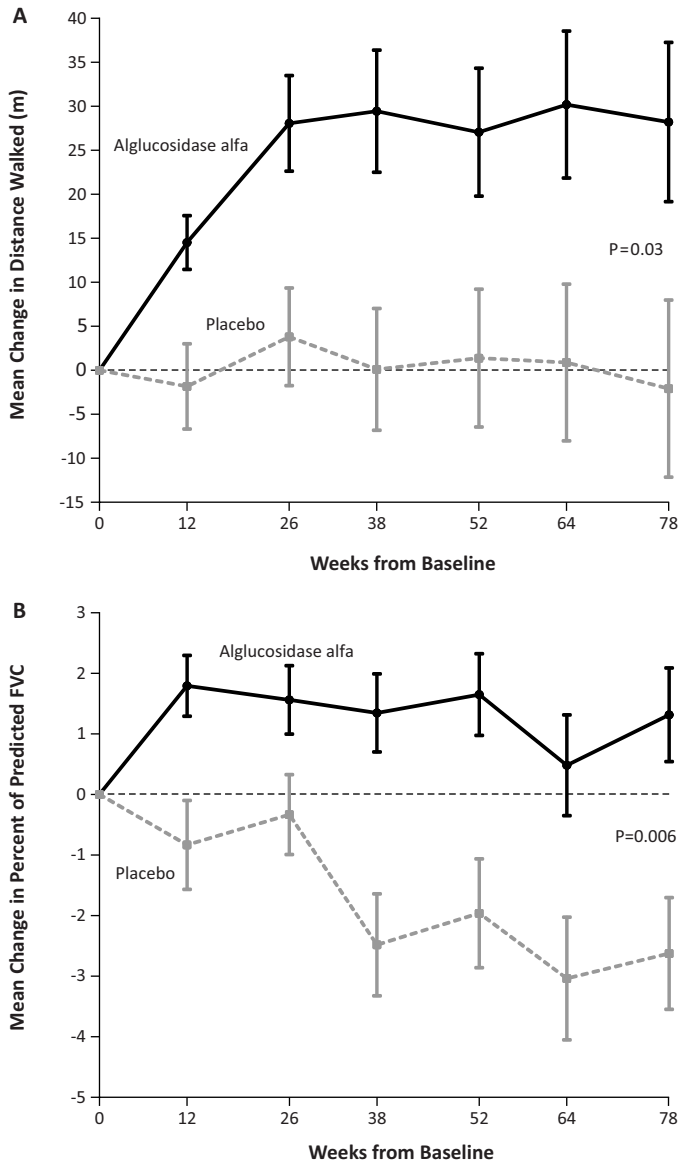 A
Mean Change in Distance Walked (m)
40
35
30
25
20
15
10
5
0
-5
-10
-15
Alglucosidase alfa
P=0.03
Placebo
0 12 26 38 52 64 78
Weeks from Baseline
B
Mean Change in Percent of Predicted FVC
3
2
1
0
-1
-2
-3
-4
-5
Alglucosidase alfa
P=0.006
Placebo
0 12 26 38 52 64 78
Weeks from Baseline